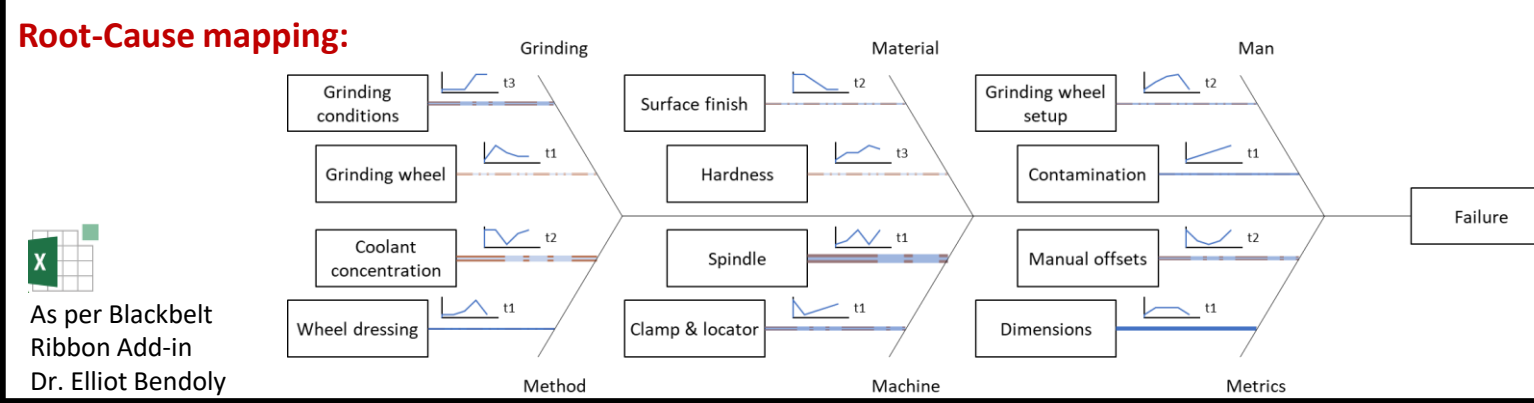 Root-Cause mapping:
Grinding
Material
Man
Grinding
conditions
t3
Surface finish
t2
Grinding wheel
setup
t2
Grinding wheel
t1
Hardness
t3
Contamination
t1
Failure
Coolant
concentration
t2
Spindle
t1
Manual offsets
t2
Wheel dressing
t1
Clamp & locator
t1
Dimensions
t1
Method
Machine
Metrics
X
As per Blackbelt
Ribbon Add-in
Dr. Elliot Bendoly